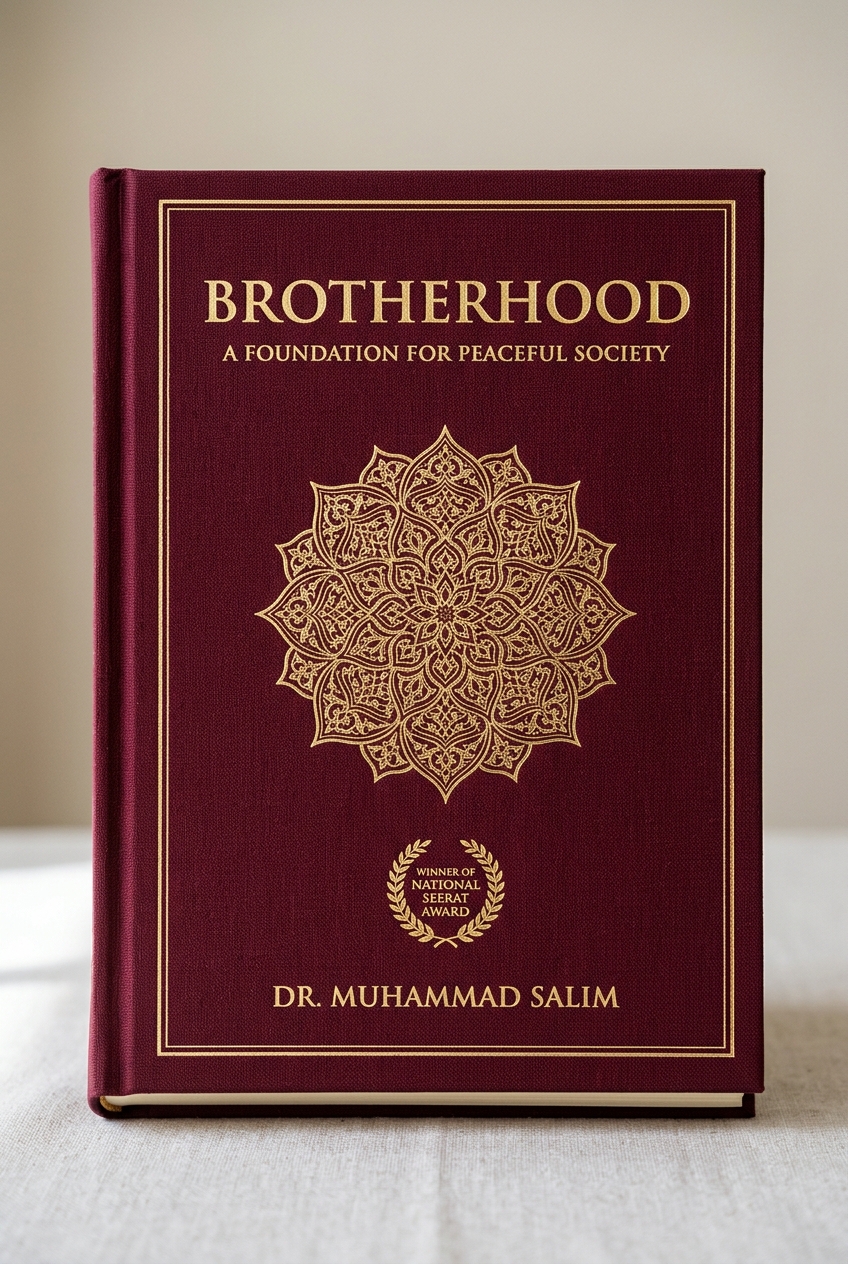 BROTHERHOOD
A FOUNDATION FOR PEACEFUL SOCIETY
WINNER OF
NATIONAL
SEERAT
AWARD
DR. MUHAMMAD SALIM